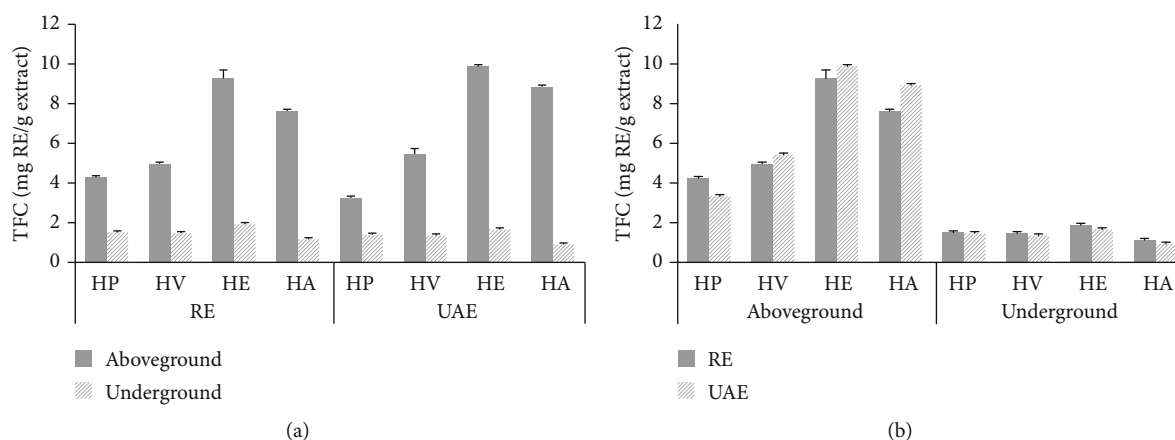 TFC (mg RE/g extract)
12
10
8
6
4
2
0
HP HV HE HA HP HV HE HA
RE UAE
Aboveground
Underground
(a)
TFC (mg RE/g extract)
12
10
8
6
4
2
0
HP HV HE HA HP HV HE HA
Aboveground Underground
RE
UAE
(b)